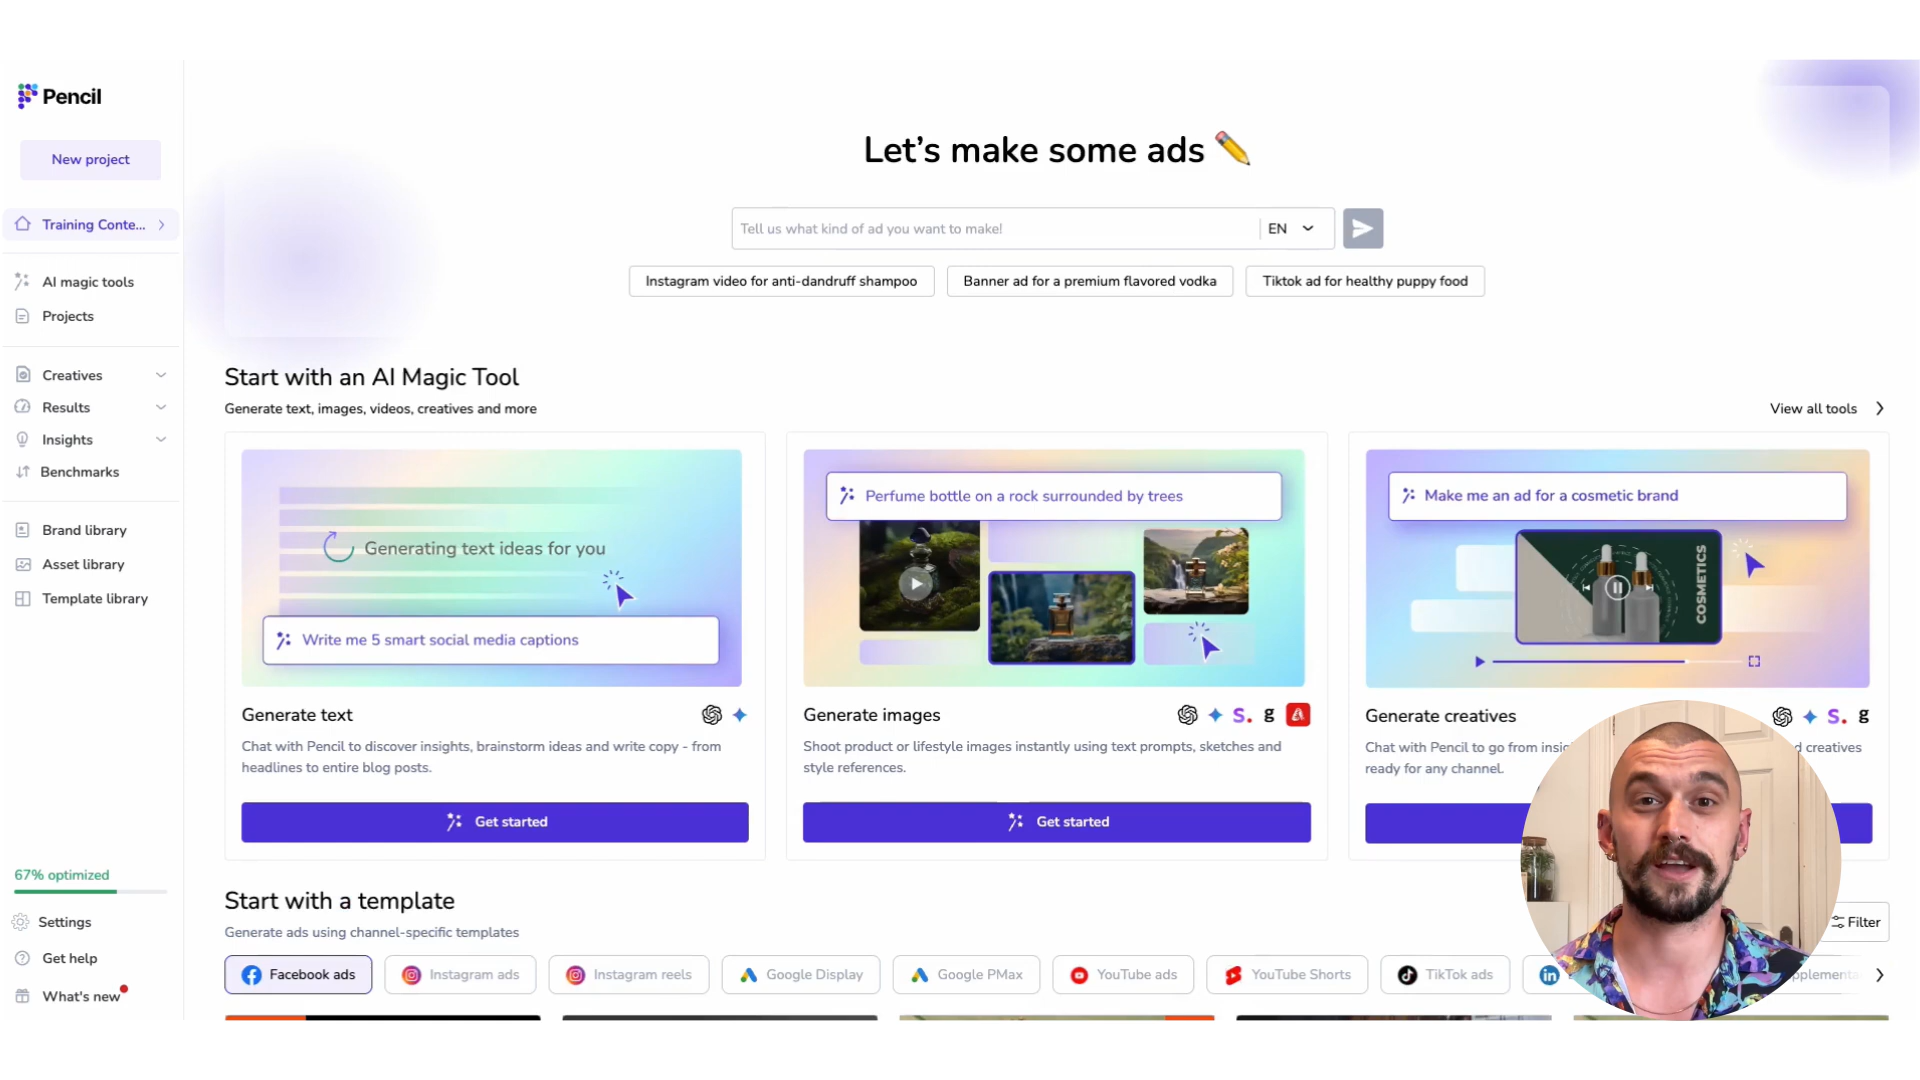 Pencil
New project
Training Conte...
AI magic tools
Projects
Creatives
Results
Insights
Benchmarks
Brand library
Asset library
Template library
67% optimized
Settings
Get help
What's new
Let's make some ads
Tell us what kind of ad you want to make!
EN
Instagram video for anti-dandruff shampoo
Banner ad for a premium flavored vodka
Tiktok ad for healthy puppy food
Start with an AI Magic Tool
Generate text, images, videos, creatives and more
View all tools
Generating text ideas for you
Write me 5 smart social media captions
Generate text
Chat with Pencil to discover insights, brainstorm ideas and write copy - from
headlines to entire blog posts.
Get started
Perfume bottle on a rock surrounded by trees
Generate images
S. g
Shoot product or lifestyle images instantly using text prompts, sketches and
style references.
Get started
Make me an ad for a cosmetic brand
COSMETICS
Generate creatives
S. g
Chat with Pencil to go from
creatives
ready for any channel.
Start with a template
Generate ads using channel-specific templates
Filter
Facebook ads
Instagram ads
Instagram reels
Google Display
Google PMax
YouTube ads
YouTube Shorts
TikTok ads
in